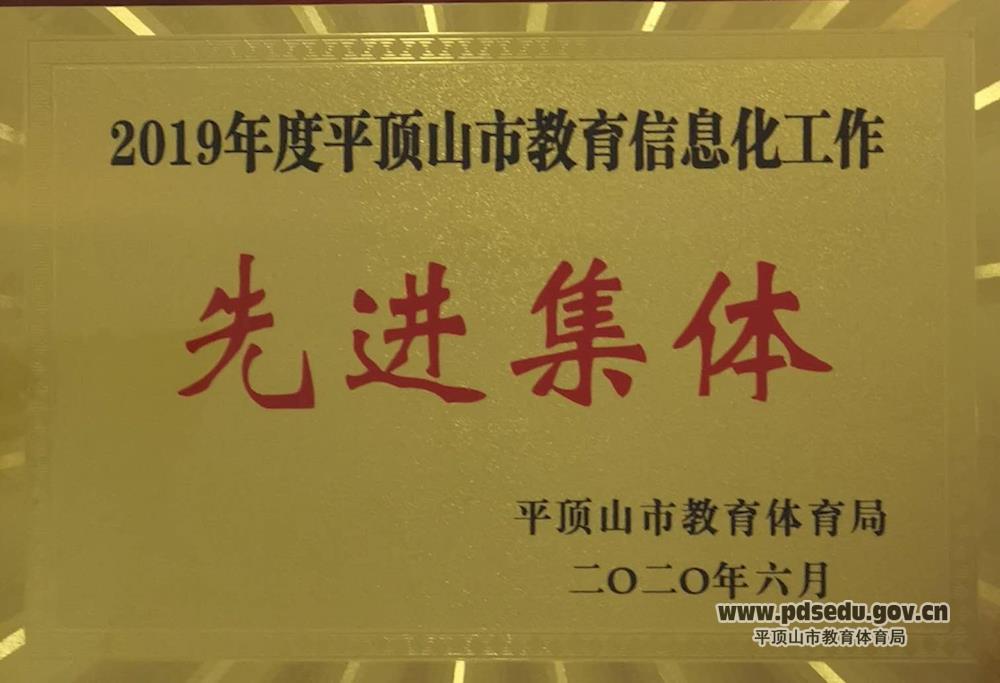 2019年度平顶山市教育信息化工作
先进集体
平顶山市教育体育局
二〇二〇年六月
www.pdsedu.gov.cn
平顶山市教育体育局